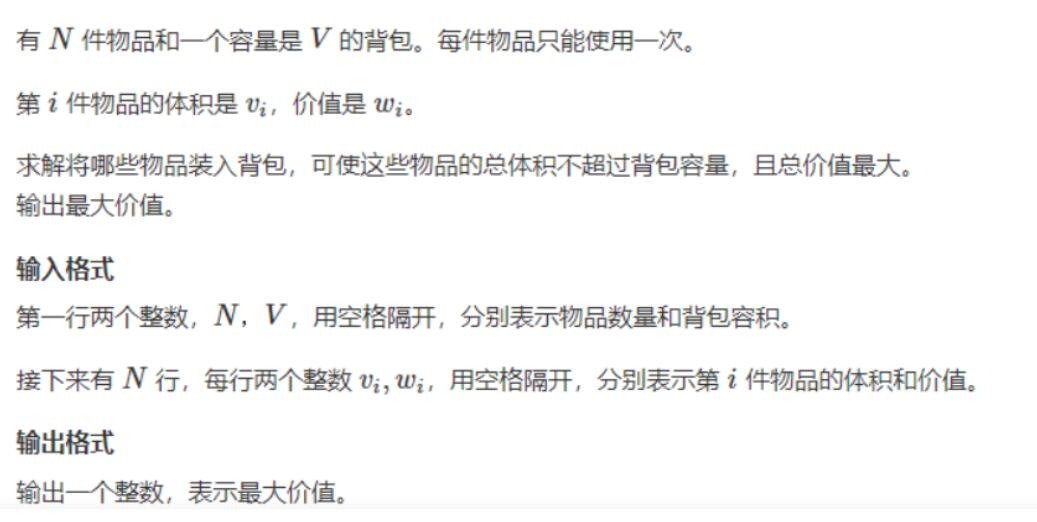 有 N 件物品和一个容量是 V 的背包。每件物品只能使用一次。
第 i 件物品的体积是 vᵢ，价值是 wᵢ。
求解将哪些物品装入背包，可使这些物品的总体积不超过背包容量，且总价值最大。
输出最大价值。
输入格式
第一行两个整数，N，V，用空格隔开，分别表示物品数量和背包容积。
接下来有 N 行，每行两个整数 vᵢ, wᵢ，用空格隔开，分别表示第 i 件物品的体积和价值。
输出格式
输出一个整数，表示最大价值。